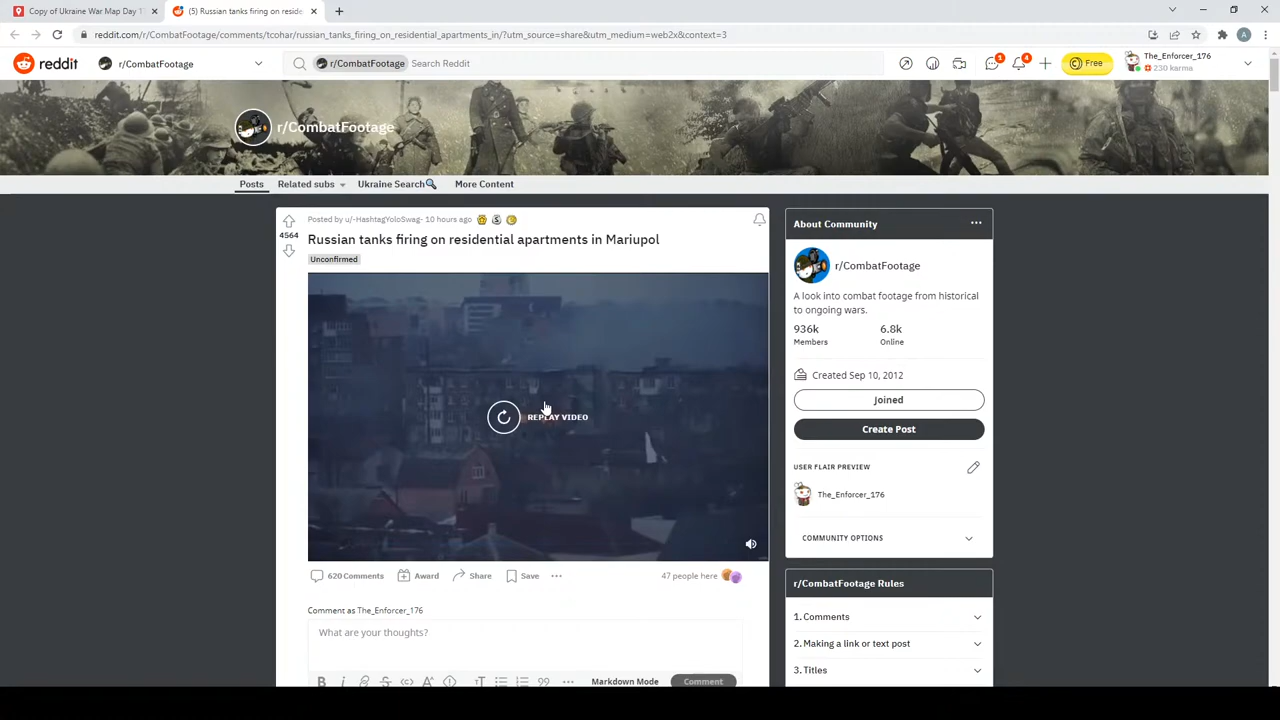 Copy of Ukraine War Map Day 1
(5) Russian tanks firing on reside
reddit.com/r/CombatFootage/comments/tcohar/russian_tanks_firing_on_residential_apartments_in/?utm_source=share&utm_medium=web2x&context=3
A
reddit
r/CombatFootage
r/CombatFootage
Search Reddit
1
4
Free
The_Enforcer_176
230 karma
r/CombatFootage
Posts
Related subs
Ukraine Search
More Content
4564
Posted by u/-HashtagYoloSwag- 10 hours ago
Russian tanks firing on residential apartments in Mariupol
Unconfirmed
REPLAY VIDEO
620 Comments
Award
Share
Save
47 people here
Comment as The_Enforcer_176
What are your thoughts?
Markdown Mode
Comment
About Community
r/CombatFootage
A look into combat footage from historical
to ongoing wars.
936k
6.8k
Members
Online
Created Sep 10, 2012
Joined
Create Post
USER FLAIR PREVIEW
The_Enforcer_176
COMMUNITY OPTIONS
r/CombatFootage Rules
1. Comments
2. Making a link or text post
3. Titles